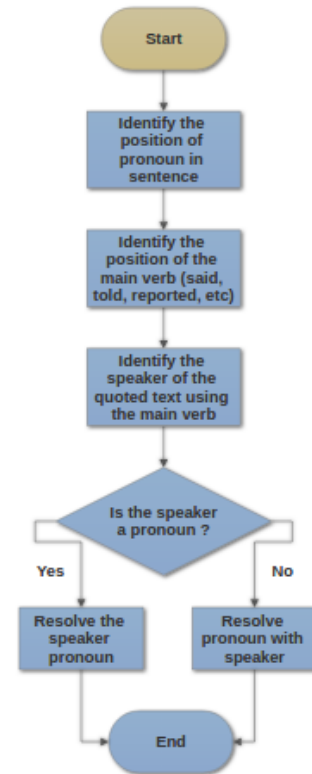 Start
Identify the
position of
pronoun in
sentence
Identify the
position of the
main verb (said,
told, reported, etc)
Identify the
speaker of the
quoted text using
the main verb
Is the speaker
a pronoun ?
Yes
No
Resolve the
speaker
pronoun
Resolve
pronoun with
speaker
End